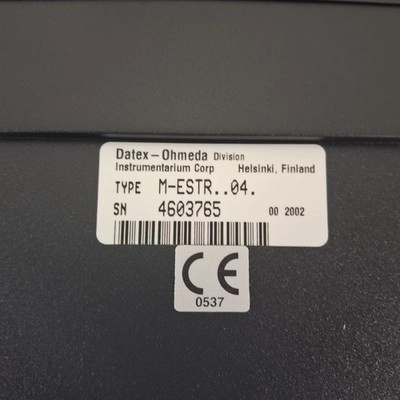 Datex-Ohmeda Division
Instrumentarium Corp Helsinki, Finland
TYPE M-ESTR..04.
SN 4603765 00 2002
CE
0537